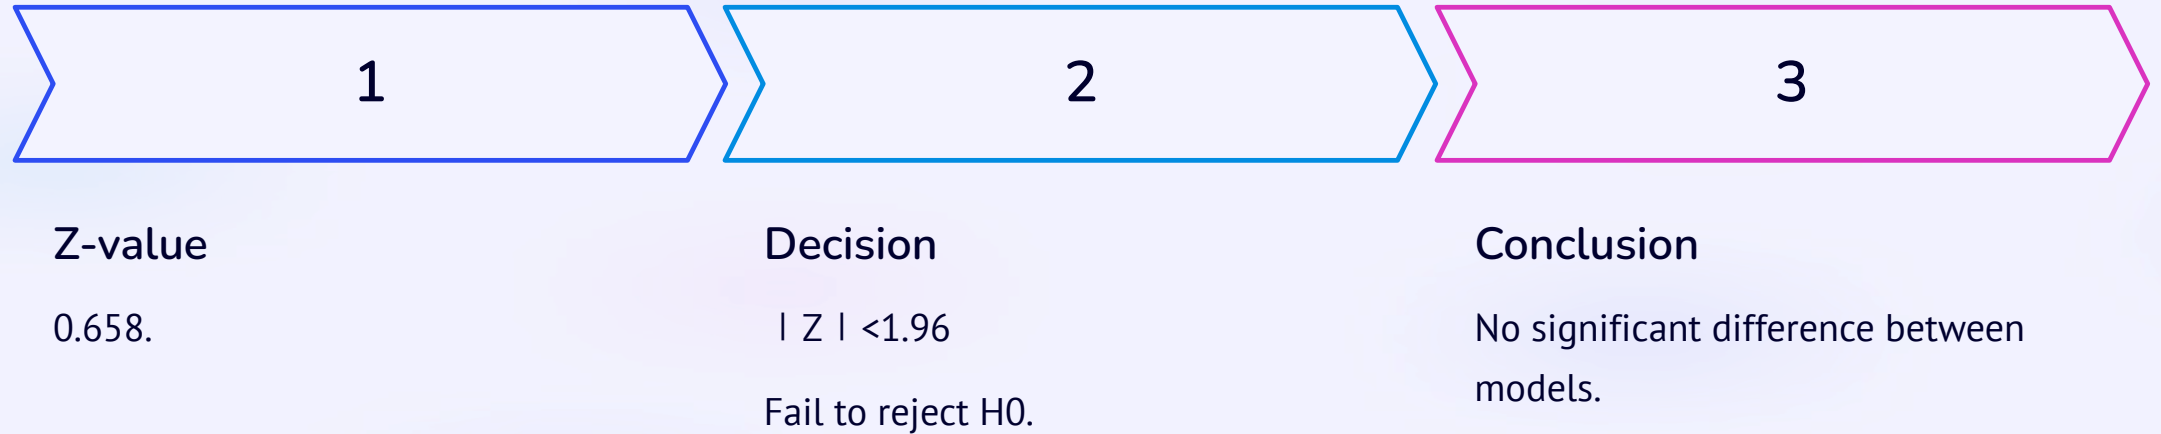 1
2
3
Z-value
0.658.
Decision
∣Z∣<1.96
Fail to reject H0.
Conclusion
No significant difference between
models.